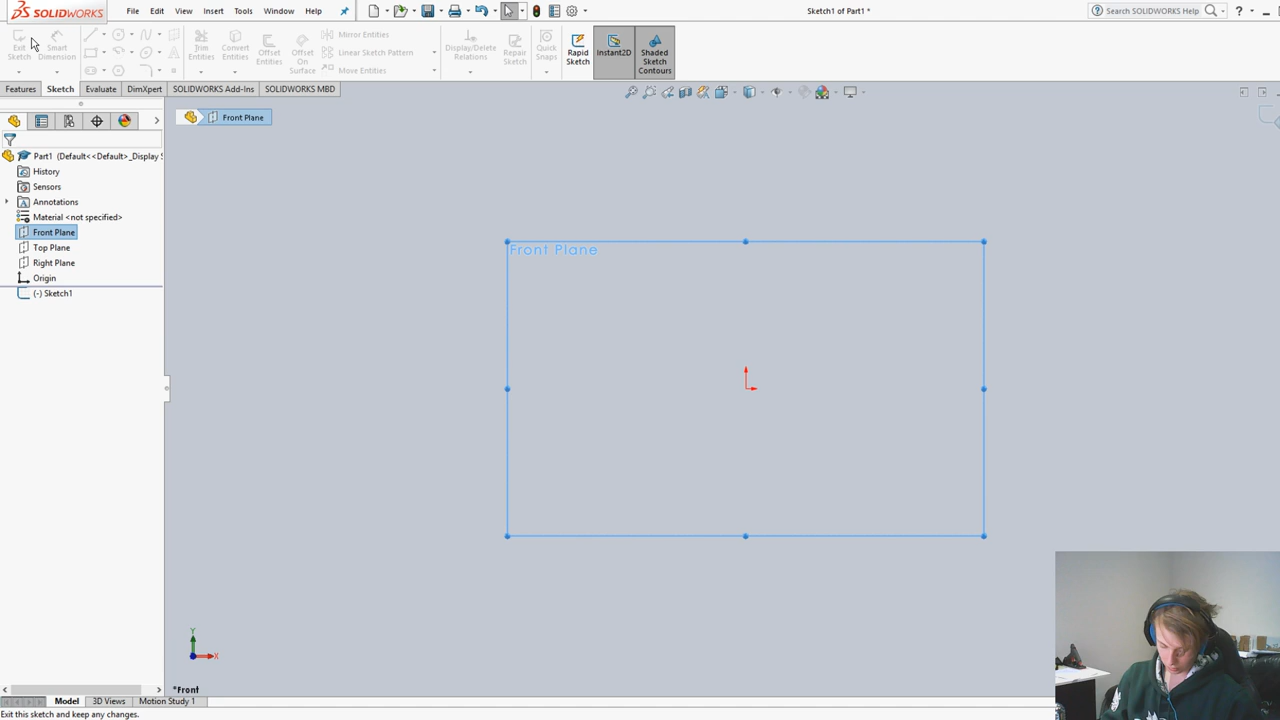 SOLIDWORKS File Edit View Insert Tools Window Help Sketch1 of Part1 * Search SOLIDWORKS Help
Exit Sketch
Smart Dimension
Trim Entities
Convert Entities
Offset Entities
Offset On Surface
Mirror Entities
Linear Sketch Pattern
Move Entities
Display/Delete Relations
Repair Sketch
Quick Snaps
Rapid Sketch
Instant2D
Shaded Sketch Contours
Features Sketch Evaluate DimXpert SOLIDWORKS Add-Ins SOLIDWORKS MBD
Front Plane
Part1 (Default<<Default>_Display S
History
Sensors
Annotations
Material <not specified>
Front Plane
Top Plane
Right Plane
Origin
(-) Sketch1
Front Plane
Y
X
*Front
Model 3D Views Motion Study 1
Exit this sketch and keep any changes.